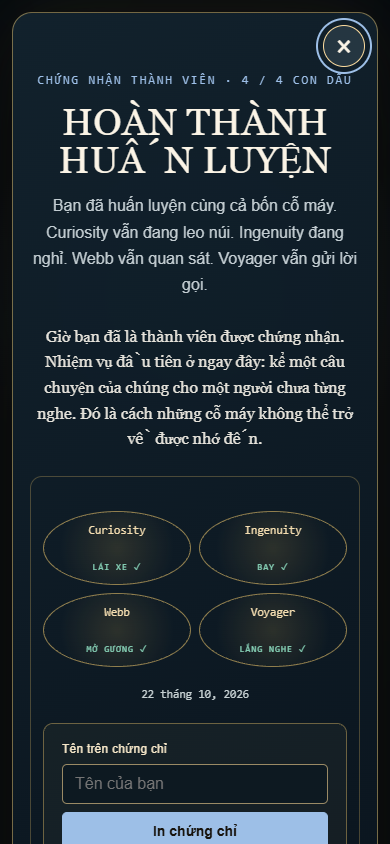 ×
CHỨNG NHẬN THÀNH VIÊN · 4 / 4 CON DẤU
HOÀN THÀNH
HUẤN LUYỆN
Bạn đã huấn luyện cùng cả bốn cỗ máy.
Curiosity vẫn đang leo núi. Ingenuity đang
nghỉ. Webb vẫn quan sát. Voyager vẫn gửi lời
gọi.
Giờ bạn đã là thành viên được chứng nhận.
Nhiệm vụ đầu tiên ở ngay đây: kể một câu
chuyện của chúng cho một người chưa từng
nghe. Đó là cách những cỗ máy không thể trở
về được nhớ đến.
Curiosity
LÁI XE ✓
Ingenuity
BAY ✓
Webb
MỞ GƯƠNG ✓
Voyager
LẮNG NGHE ✓
22 tháng 10, 2026
Tên trên chứng chỉ
Tên của bạn
In chứng chỉ